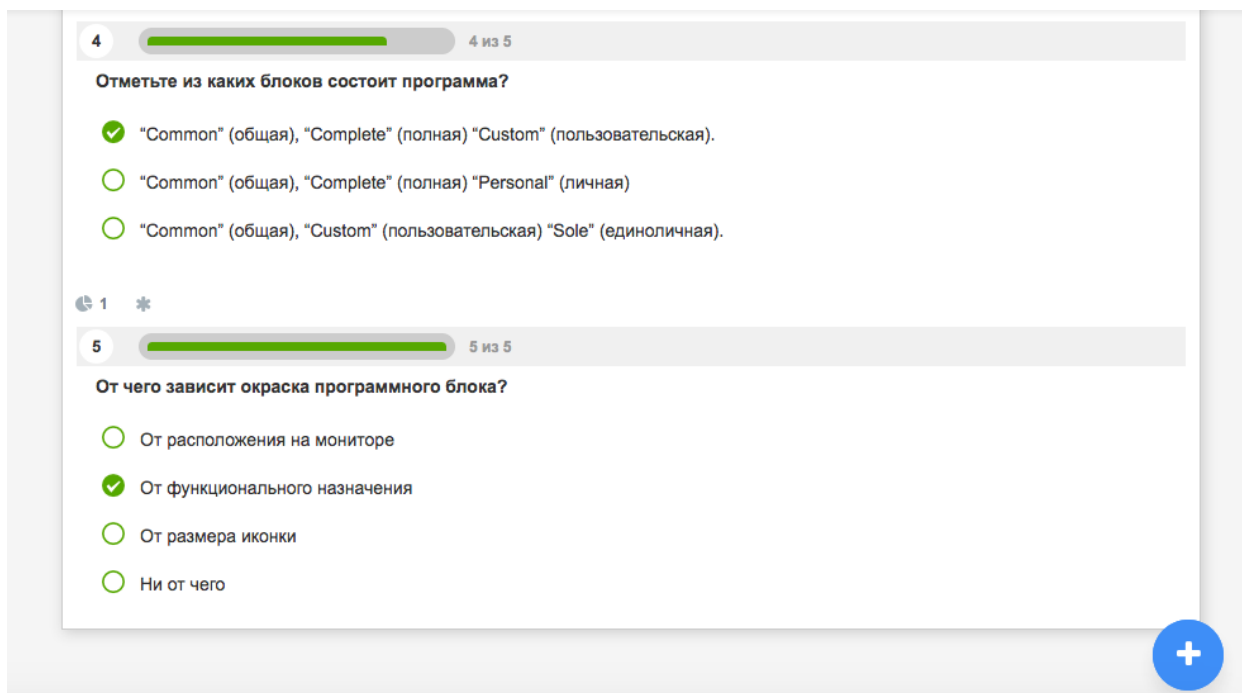 4
4 из 5
Отметьте из каких блоков состоит программа?
“Common” (общая), “Complete” (полная) “Custom” (пользовательская).
“Common” (общая), “Complete” (полная) “Personal” (личная)
“Common” (общая), “Custom” (пользовательская) “Sole” (единоличная).
1
5
5 из 5
От чего зависит окраска программного блока?
От расположения на мониторе
От функционального назначения
От размера иконки
Ни от чего